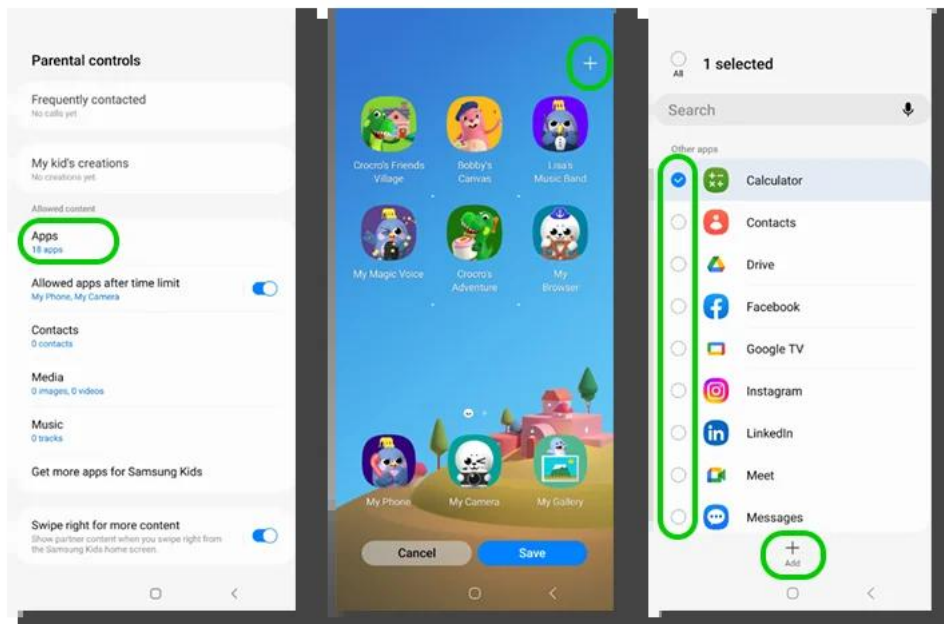 Parental controls
Frequently contacted
No calls yet
My kid's creations
No creations yet
Allowed content
Apps
18 apps
Allowed apps after time limit
My Phone, My Camera
Contacts
0 contacts
Media
0 images, 0 videos
Music
0 tracks
Get more apps for Samsung Kids
Swipe right for more content
Show partner content when you swipe right from
the Samsung Kids home screen.
Crocro's Friends
Village
Bobby's
Canvas
Lisa's
Music Band
My Magic Voice
Crocro's
Adventure
My
Browser
My Phone
My Camera
My Gallery
Cancel
Save
All
1 selected
Search
Other apps
Calculator
Contacts
Drive
Facebook
Google TV
Instagram
in
LinkedIn
Meet
Messages
Add